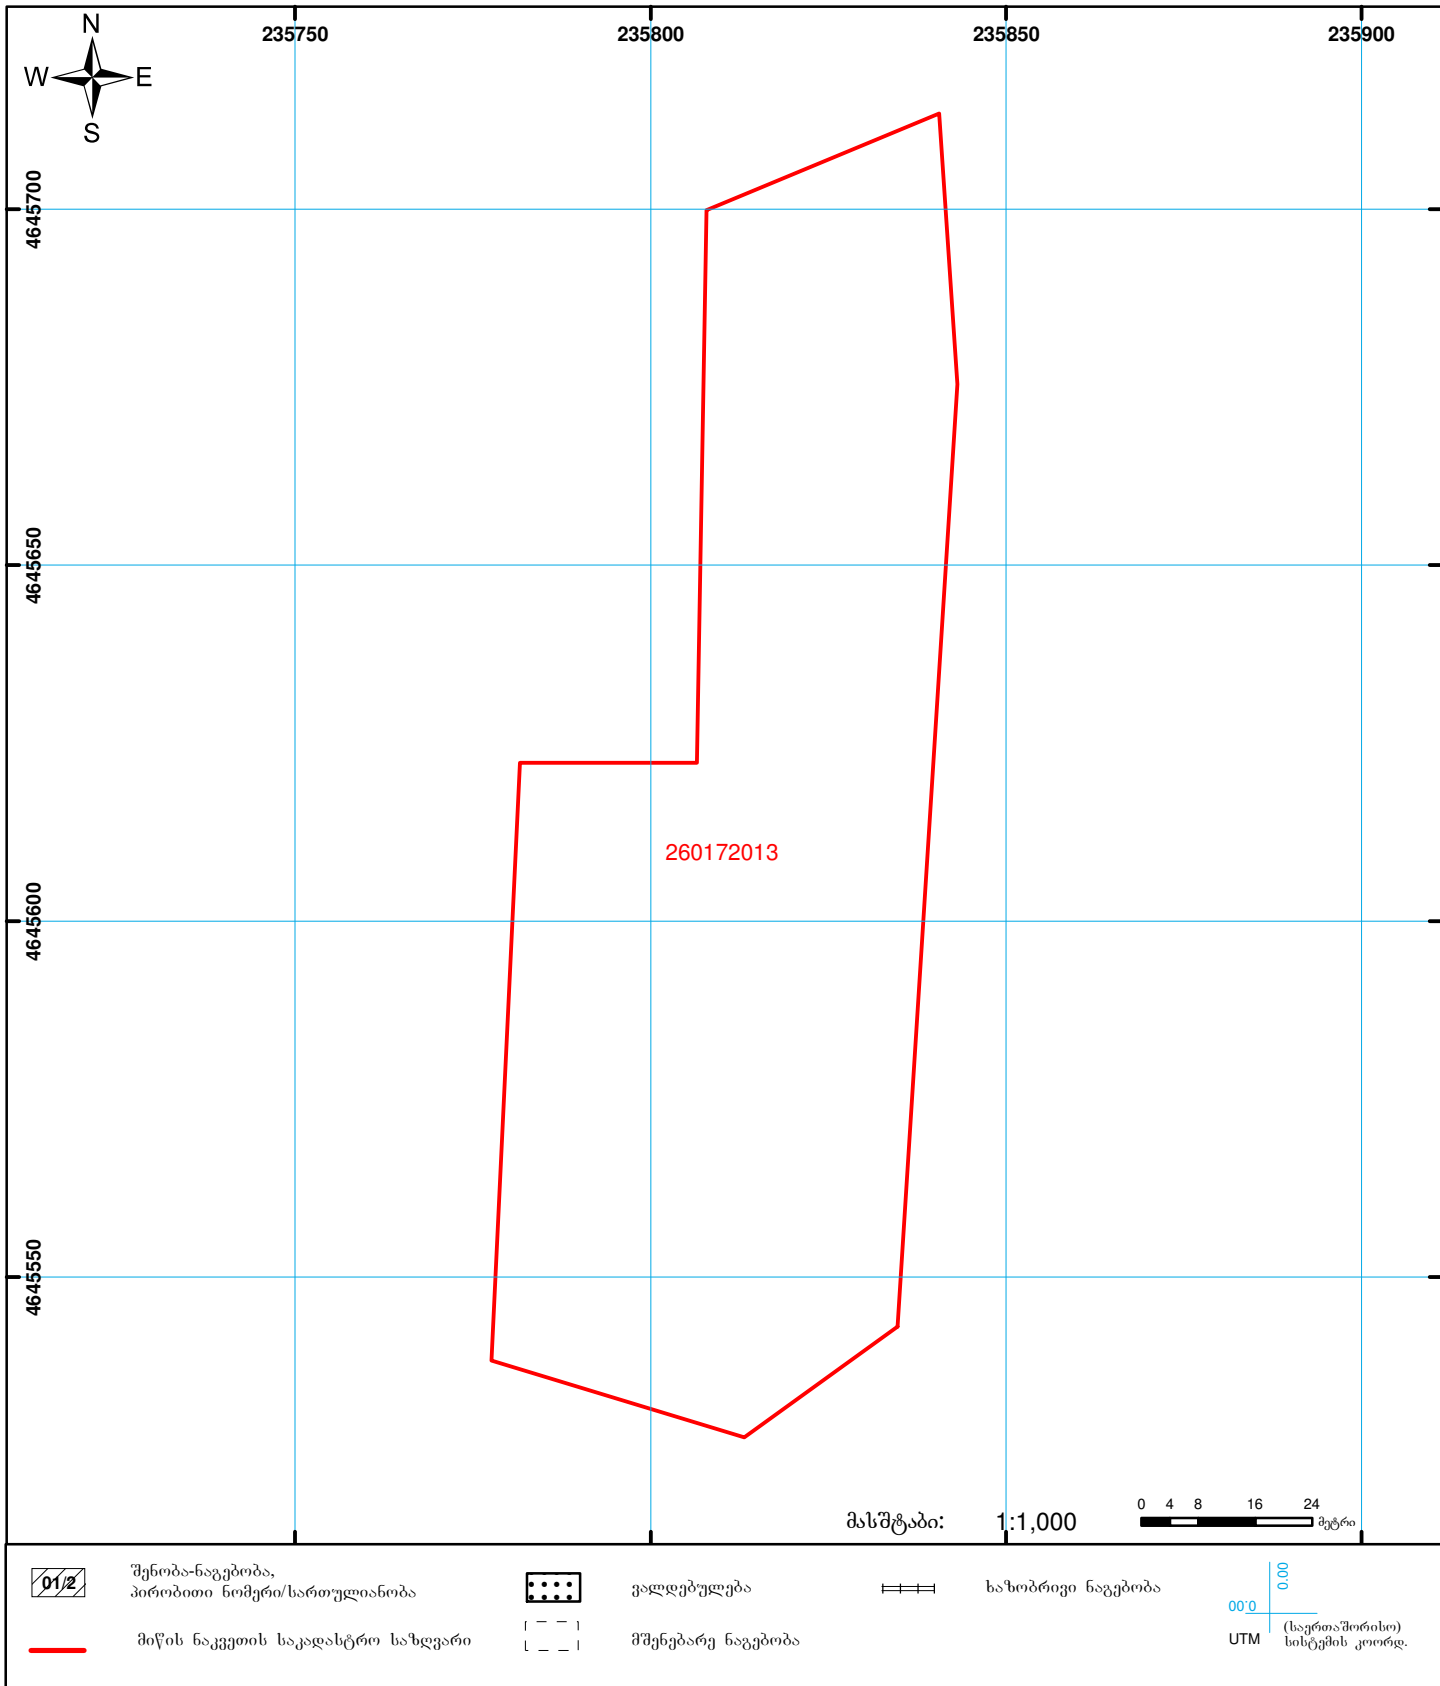 N
W E
S
235750 235800 235850 235900
4645700
4645650
4645600
4645550
260172013
მასშტაბი: 1:1,000
0 4 8 16 24
მეტრი
01/2
შენობა-ნაგებობა,
პირობითი ნომერი/სართულიანობა
ვალდებულება
ხაზობრივი ნაგებობა
მიწის ნაკვეთის საკადასტრო საზღვარი
მშენებარე ნაგებობა
0.00
00.0
UTM
(საერთაშორისო)
სისტემის კოორდ.